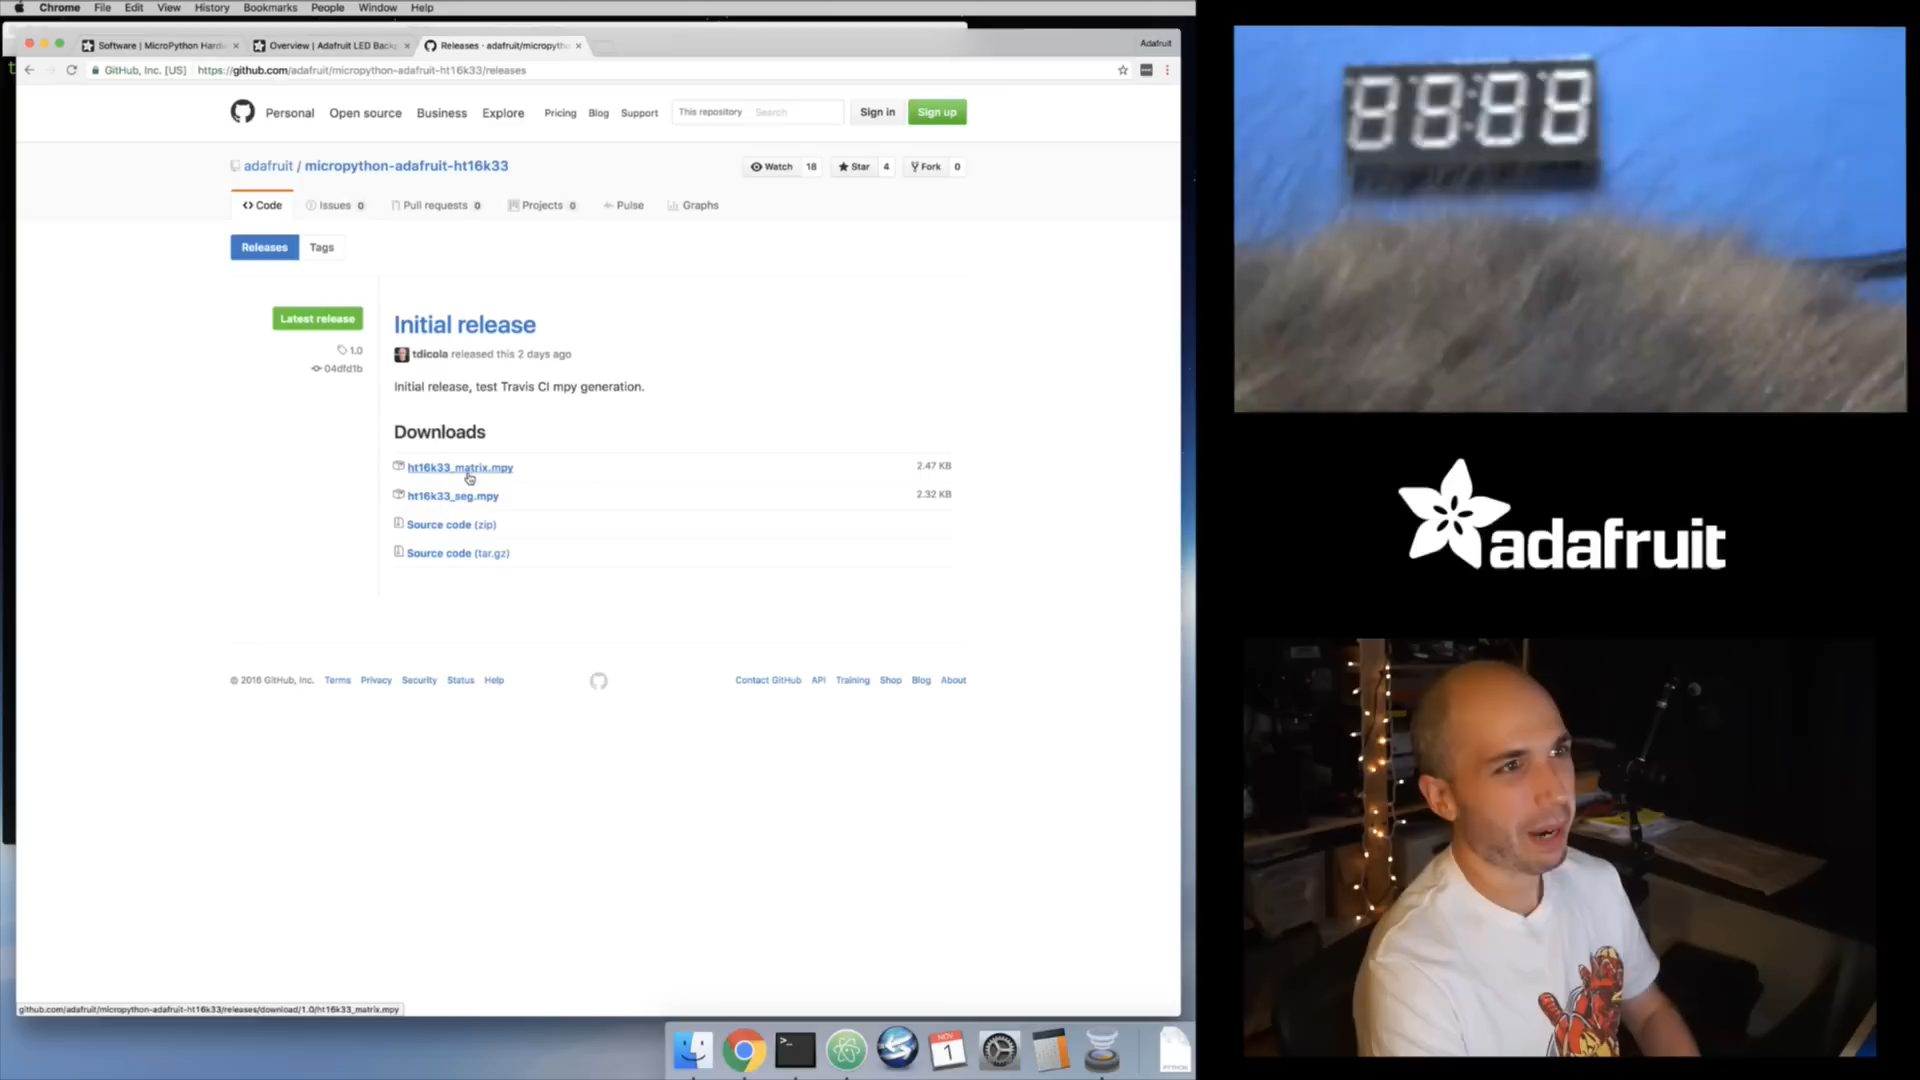 Chrome File Edit View History Bookmarks People Window Help
Software | MicroPython Hardw
Overview | Adafruit LED Back
Releases · adafruit/micropyth
Adafruit
GitHub, Inc. [US] https://github.com/adafruit/micropython-adafruit-ht16k33/releases
Personal Open source Business Explore Pricing Blog Support This repository Search Sign in Sign up
adafruit / micropython-adafruit-ht16k33
Watch 18 Star 4 Fork 0
Code Issues 0 Pull requests 0 Projects 0 Pulse Graphs
Releases Tags
Latest release
1.0
04dfd1b
Initial release
tdicola released this 2 days ago
Initial release, test Travis CI mpy generation.
Downloads
ht16k33_matrix.mpy 2.47 KB
ht16k33_seg.mpy 2.32 KB
Source code (zip)
Source code (tar.gz)
© 2016 GitHub, Inc. Terms Privacy Security Status Help
Contact GitHub API Training Shop Blog About
github.com/adafruit/micropython-adafruit-ht16k33/releases/download/1.0/ht16k33_matrix.mpy
NOV
1
PYTHON
88:88
adafruit